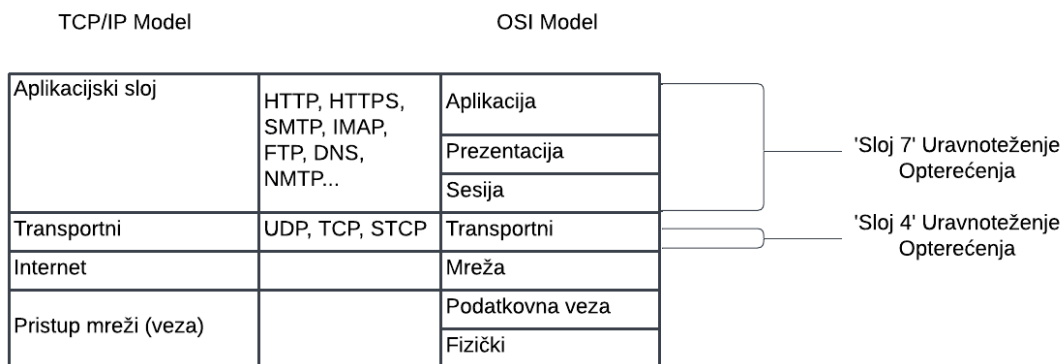 TCP/IP Model
OSI Model
Aplikacijski sloj
HTTP, HTTPS,
SMTP, IMAP,
FTP, DNS,
NMTP...
Aplikacija
Prezentacija
Sesija
'Sloj 7' Uravnoteženje
Opterećenja
Transportni
UDP, TCP, STCP
Transportni
'Sloj 4' Uravnoteženje
Opterećenja
Internet
Mreža
Pristup mreži (veza)
Podatkovna veza
Fizički